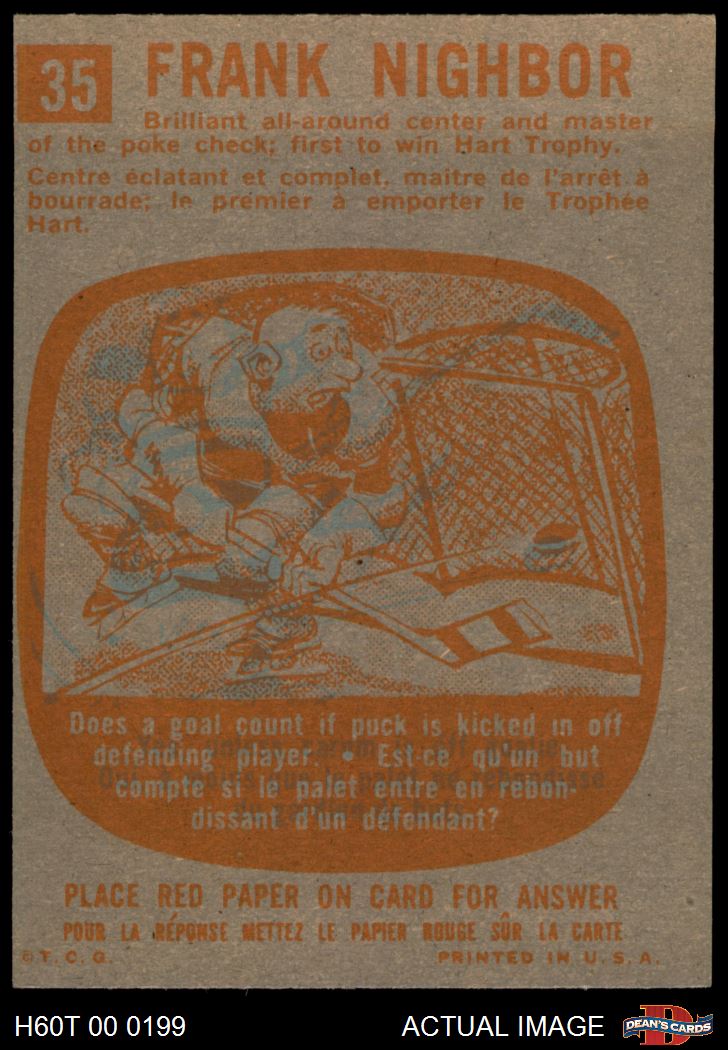 35
FRANK NIGHBOR
Brilliant all-around center and master
of the poke check; first to win Hart Trophy.
Centre éclatant et complet, maitre de l'arrêt à
bourrade; le premier à emporter le Trophée
Hart.
Does a goal count if puck is kicked in off
defending player. • Est-ce qu'un but
compte si le palet entre en rebon-
dissant d'un défendant?
PLACE RED PAPER ON CARD FOR ANSWER
POUR LA RÉPONSE METTEZ LE PAPIER ROUGE SÛR LA CARTE
© T. C. G. PRINTED IN U. S. A.
H60T 00 0199 ACTUAL IMAGE DEAN'S CARDS